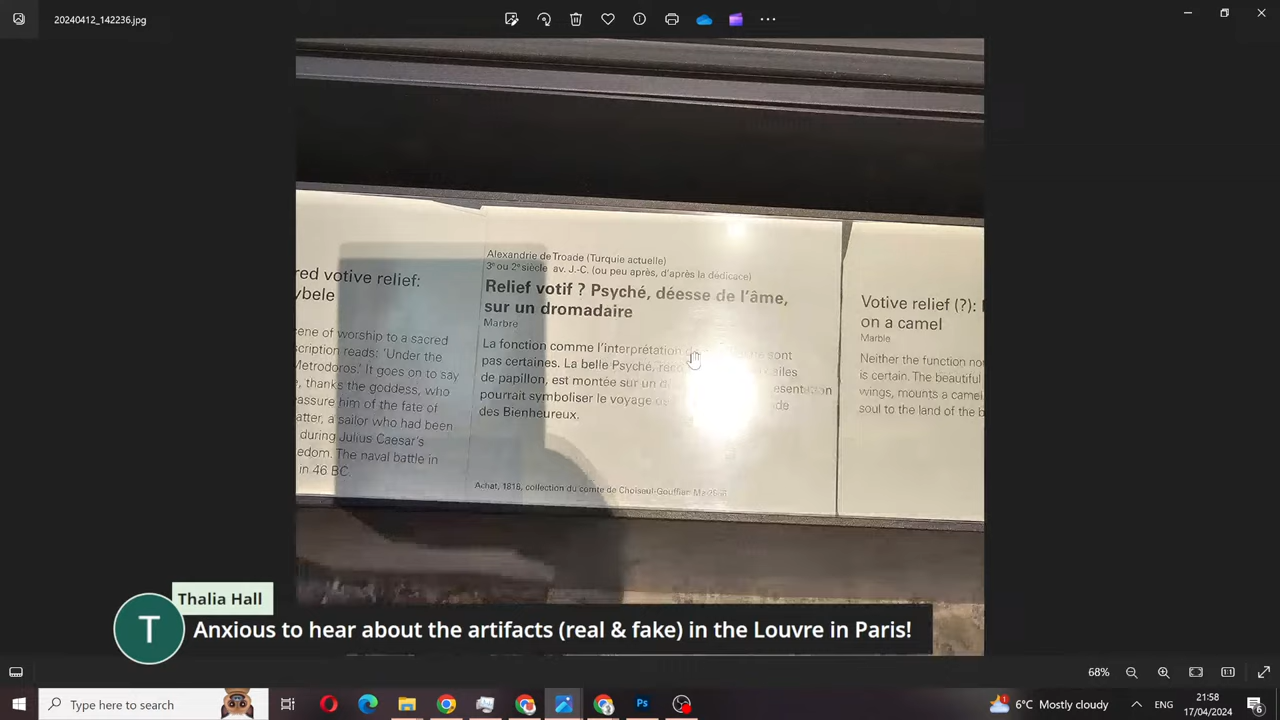 20240412_142236.jpg
red votive relief:
ybele
ene of worship to a sacred
scription reads: 'Under the
Metrodoros.' It goes on to say
, thanks the goddess, who
eassure him of the fate of
atter, a sailor who had been
during Julius Caesar's
edom. The naval battle in
in 46 BC
Alexandrie de Troade (Turquie actuelle)
3e ou 2e siècle av. J.-C. (ou peu après, d'après la dédicace)
Relief votif ? Psyché, déesse de l'âme,
sur un dromadaire
Marbre
La fonction comme l'interprétation sont
pas certaines. La belle Psyché, ailes
de papillon, est montée sur un
pourrait symboliser le voyage
des Bienheureux.
Achat, 1818, collection du comte de Choiseul-Gouffier.
Votive relief (?):
on a camel
Marble
Neither the function no
is certain. The beautiful
wings, mounts a camel
soul to the land of the b
Thalia Hall
T
Anxious to hear about the artifacts (real & fake) in the Louvre in Paris!
68%
Type here to search
Ps
6°C Mostly cloudy
ENG
21:58
17/04/2024
6